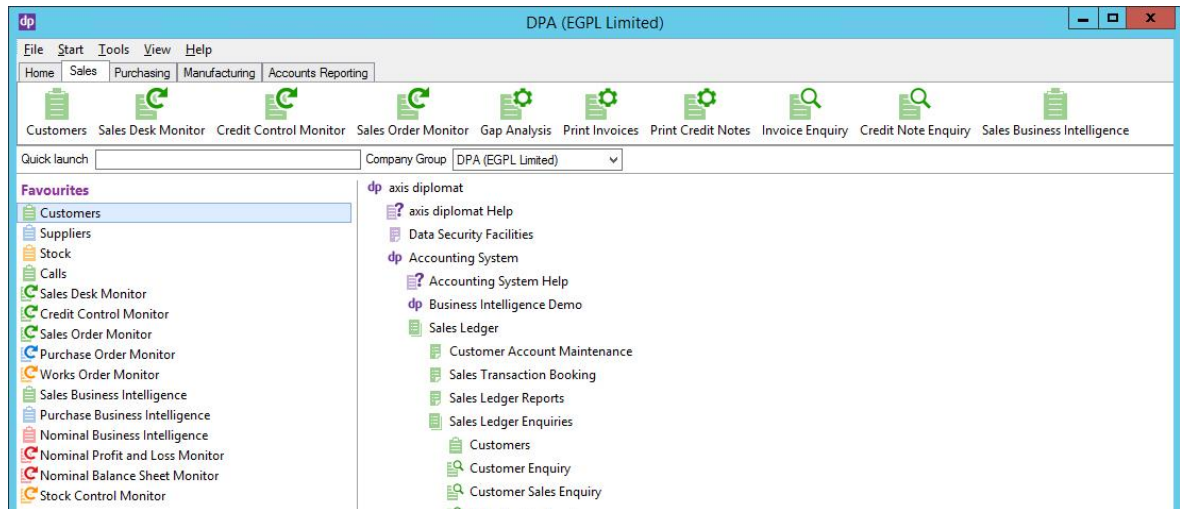 dp DPA (EGPL Limited) x
File Start Tools View Help
Home Sales Purchasing Manufacturing Accounts Reporting
Customers Sales Desk Monitor Credit Control Monitor Sales Order Monitor Gap Analysis Print Invoices Print Credit Notes Invoice Enquiry Credit Note Enquiry Sales Business Intelligence
Quick launch Company Group DPA (EGPL Limited)
Favourites
Customers
Suppliers
Stock
Calls
Sales Desk Monitor
Credit Control Monitor
Sales Order Monitor
Purchase Order Monitor
Works Order Monitor
Sales Business Intelligence
Purchase Business Intelligence
Nominal Business Intelligence
Nominal Profit and Loss Monitor
Nominal Balance Sheet Monitor
Stock Control Monitor
dp axis diplomat
? axis diplomat Help
Data Security Facilities
dp Accounting System
? Accounting System Help
dp Business Intelligence Demo
Sales Ledger
Customer Account Maintenance
Sales Transaction Booking
Sales Ledger Reports
Sales Ledger Enquiries
Customers
Customer Enquiry
Customer Sales Enquiry